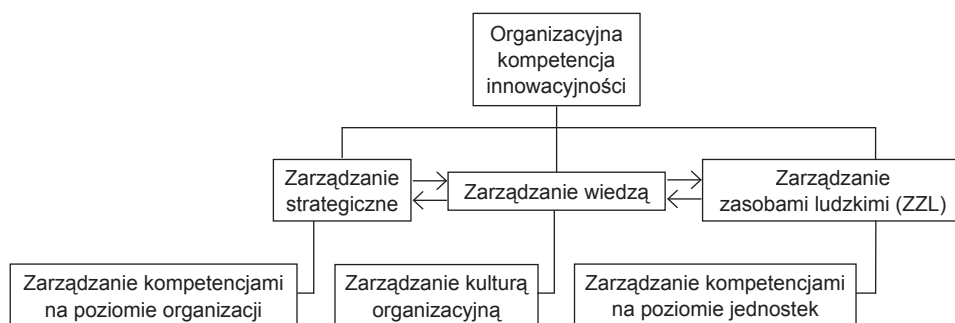 Organizacyjna
kompetencja
innowacyjności
Zarządzanie
strategiczne
Zarządzanie wiedzą
Zarządzanie
zasobami ludzkimi (ZZL)
Zarządzanie kompetencjami
na poziomie organizacji
Zarządzanie kulturą
organizacyjną
Zarządzanie kompetencjami
na poziomie jednostek